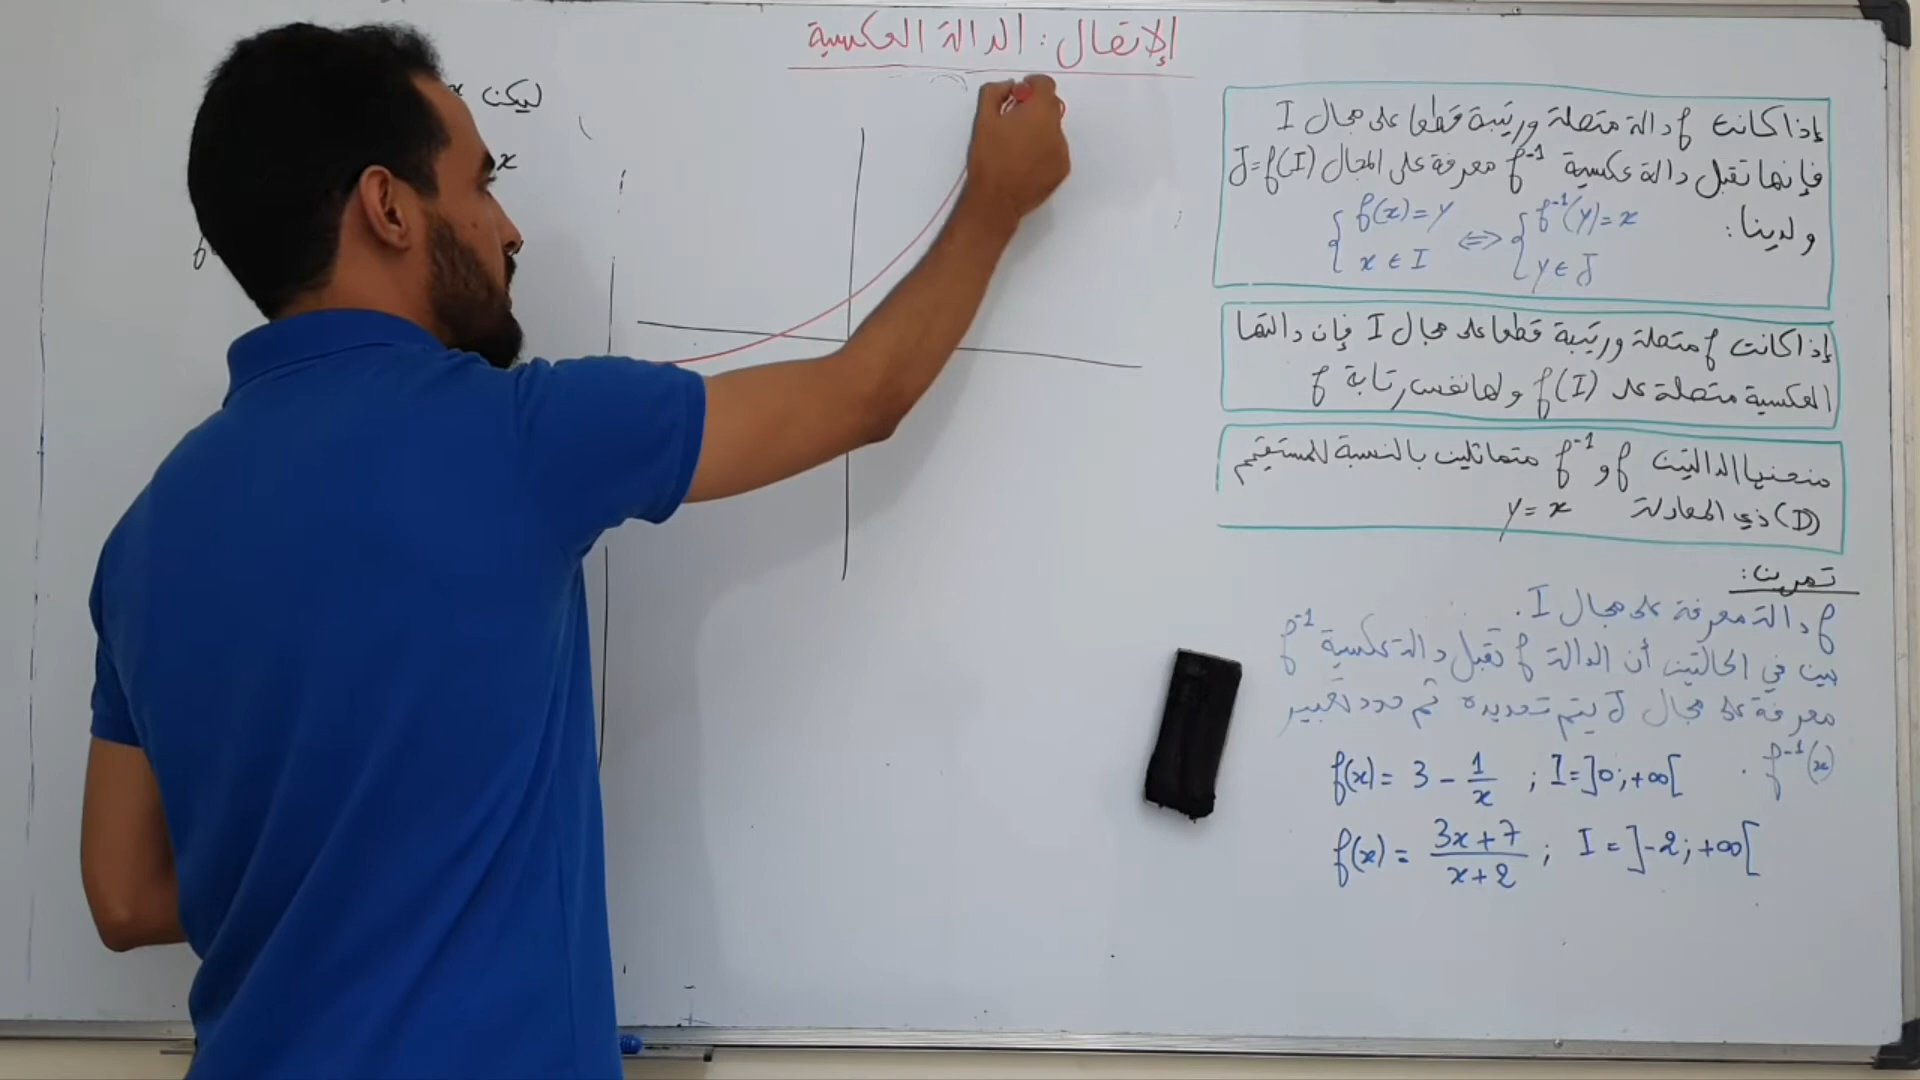 الإتصال : الدالة العكسية
ليكن x
x
f
إذا كانت f دالة متصلة ورتيبة قطعا على مجال I
فإنها تقبل دالة عكسية f⁻¹ معرفة على المجال J=f(I)
ولدينا : { f(x)=y ; x ∈ I ⇔ { f⁻¹(y)=x ; y ∈ J
إذا كانت f متصلة ورتيبة قطعا على مجال I فإن دالتها
العكسية متصلة على f(I) ولها نفس رتابة f
منحنيا الدالتين f و f⁻¹ متماثلين بالنسبة للمستقيم
(D) ذي المعادلة y = x
تمرين :
f دالة معرفة على مجال I .
بين في الحالتين أن الدالة f تقبل دالة عكسية f⁻¹
معرفة على مجال J يتم تحديده ثم حدد تعبير
f⁻¹(x) .
f(x) = 3 - 1/x ; I = ]0 ; +∞[
f(x) = (3x+7)/(x+2) ; I = ]-2 ; +∞[